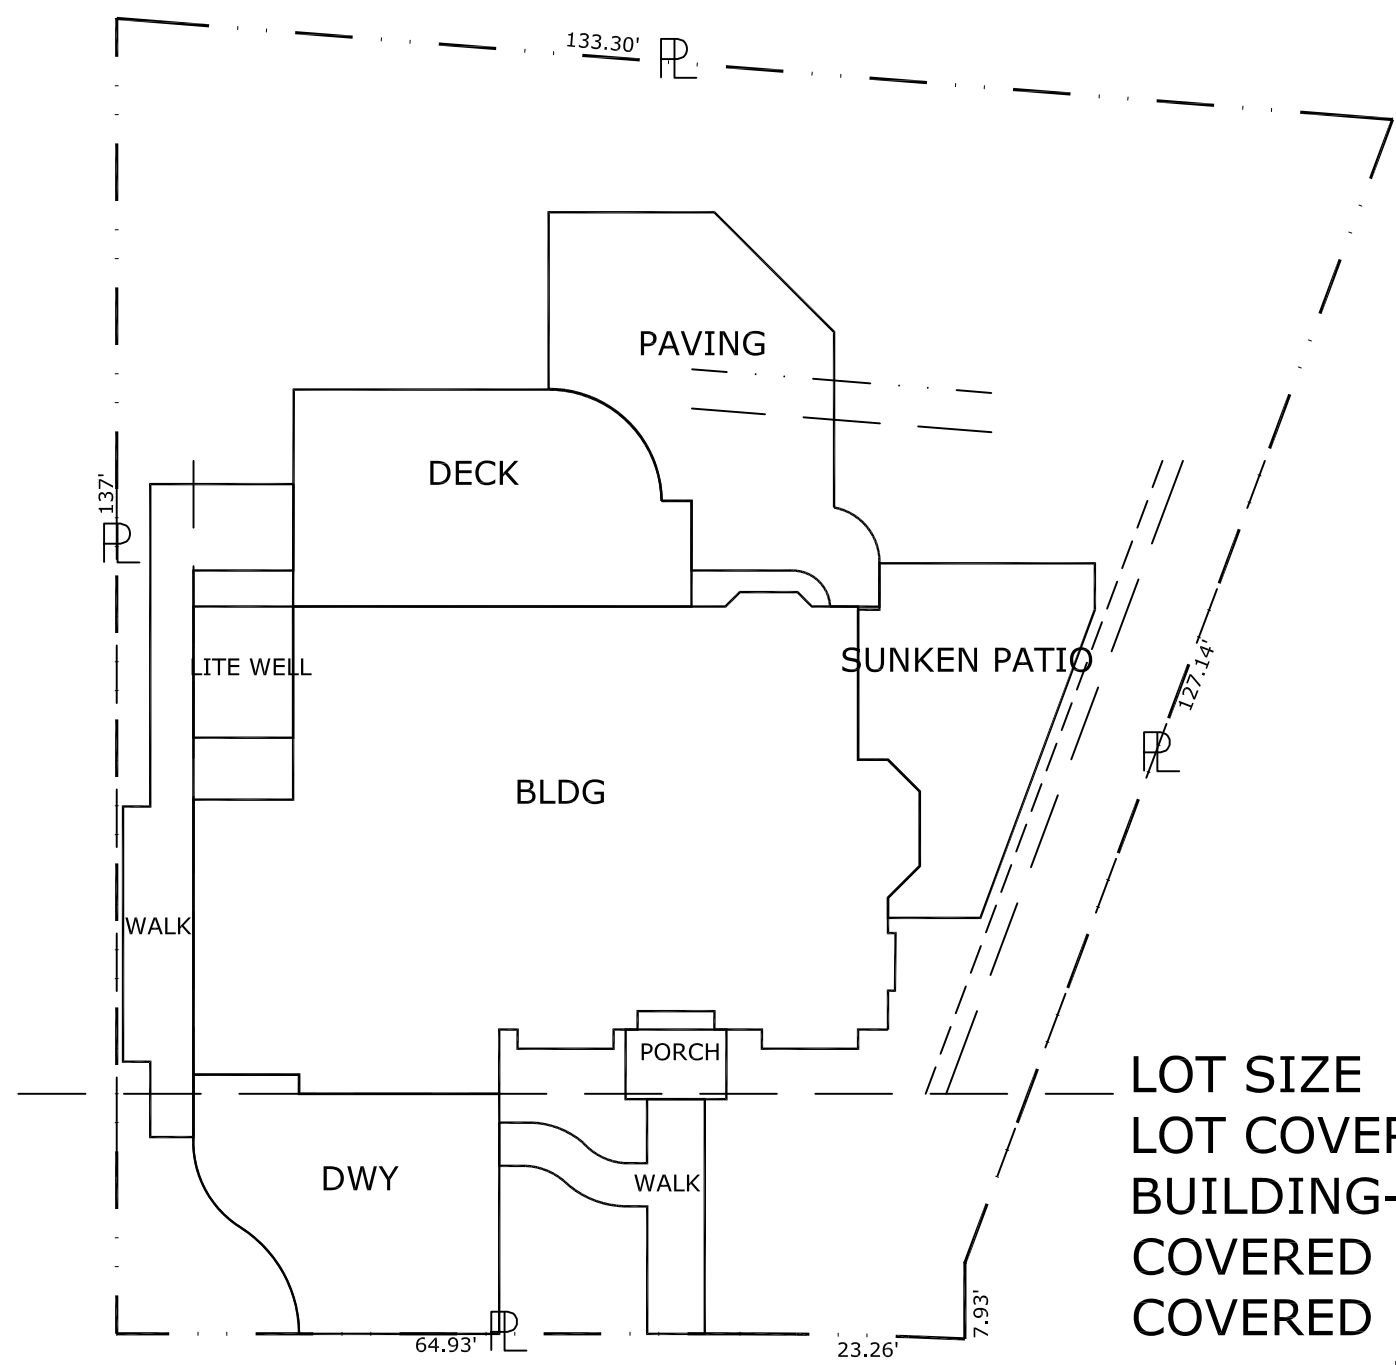 133.30'
PL
PAVING
DECK
137'
PL
LITE WELL
SUNKEN PATIO
127.14'
PL
BLDG
WALK
PORCH
LOT SIZE
LOT COVER
BUILDING-
COVERED
COVERED
DWY
WALK
7.93'
PL
64.93'
23.26'